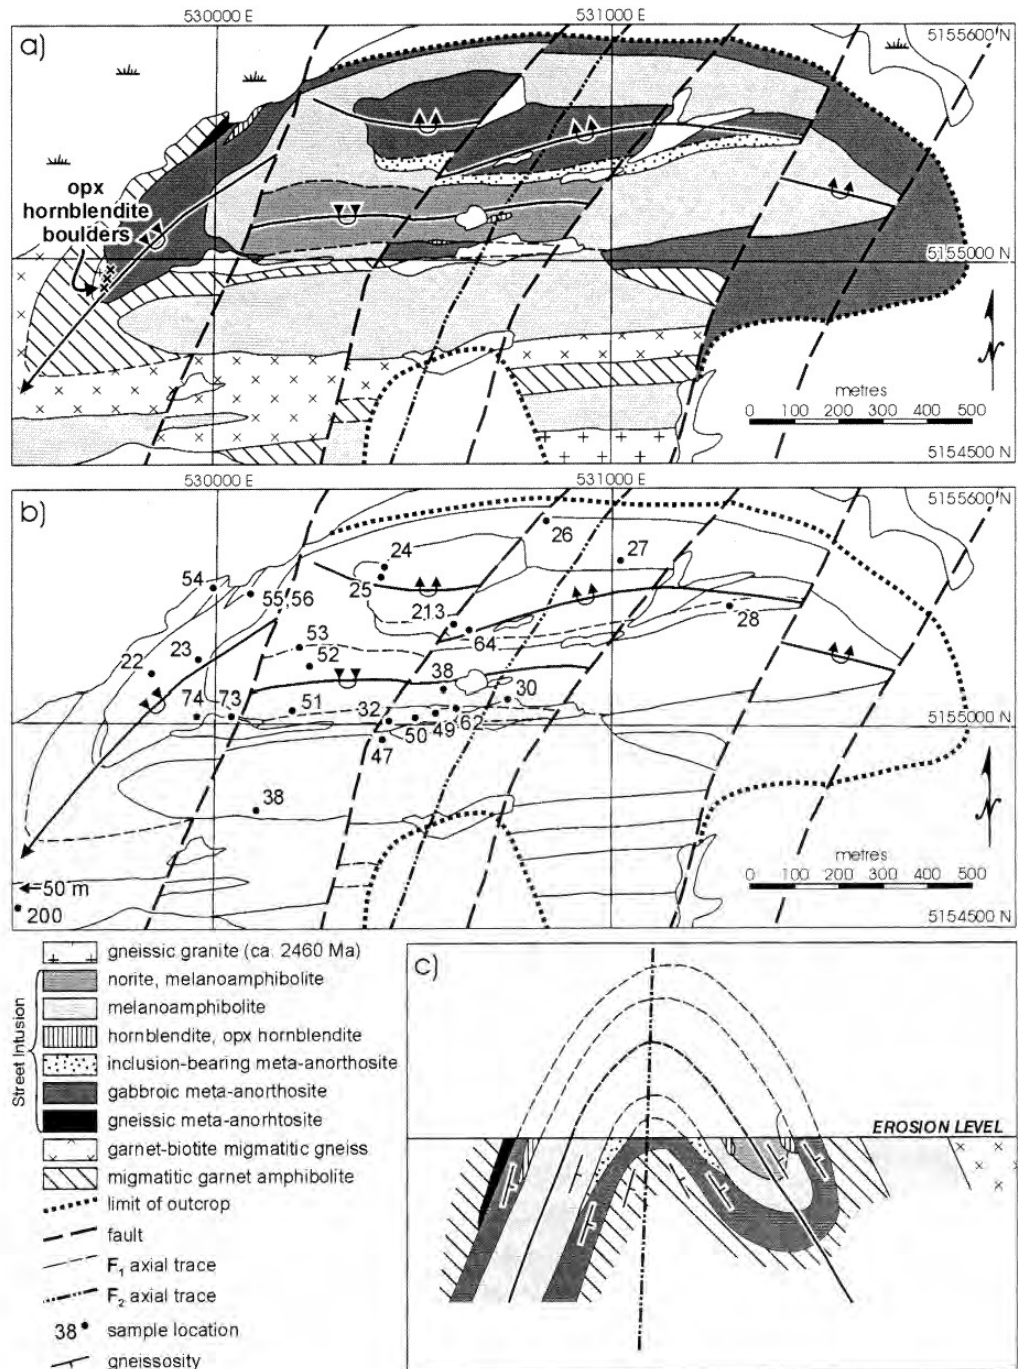 530000 E 531000 E
a)
5155600 N
opx
hornblendite
boulders
5155000 N
N
metres
0 100 200 300 400 500
5154500 N
530000 E 531000 E
b)
5155600 N
26
24
27
54
25
55,56
213
28
53
64
23
52
22
38
30
74 73
51
32
62
50 49
47
38
5155000 N
N
50 m
200
metres
0 100 200 300 400 500
5154500 N
gneissic granite (ca. 2460 Ma)
Street Intusion
norite, melanoamphibolite
melanoamphibolite
hornblendite, opx hornblendite
inclusion-bearing meta-anorthosite
gabbroic meta-anorthosite
gneissic meta-anorhtosite
garnet-biotite migmatitic gneiss
migmatitic garnet amphibolite
limit of outcrop
fault
F1 axial trace
F2 axial trace
38 sample location
gneissosity
c)
EROSION LEVEL